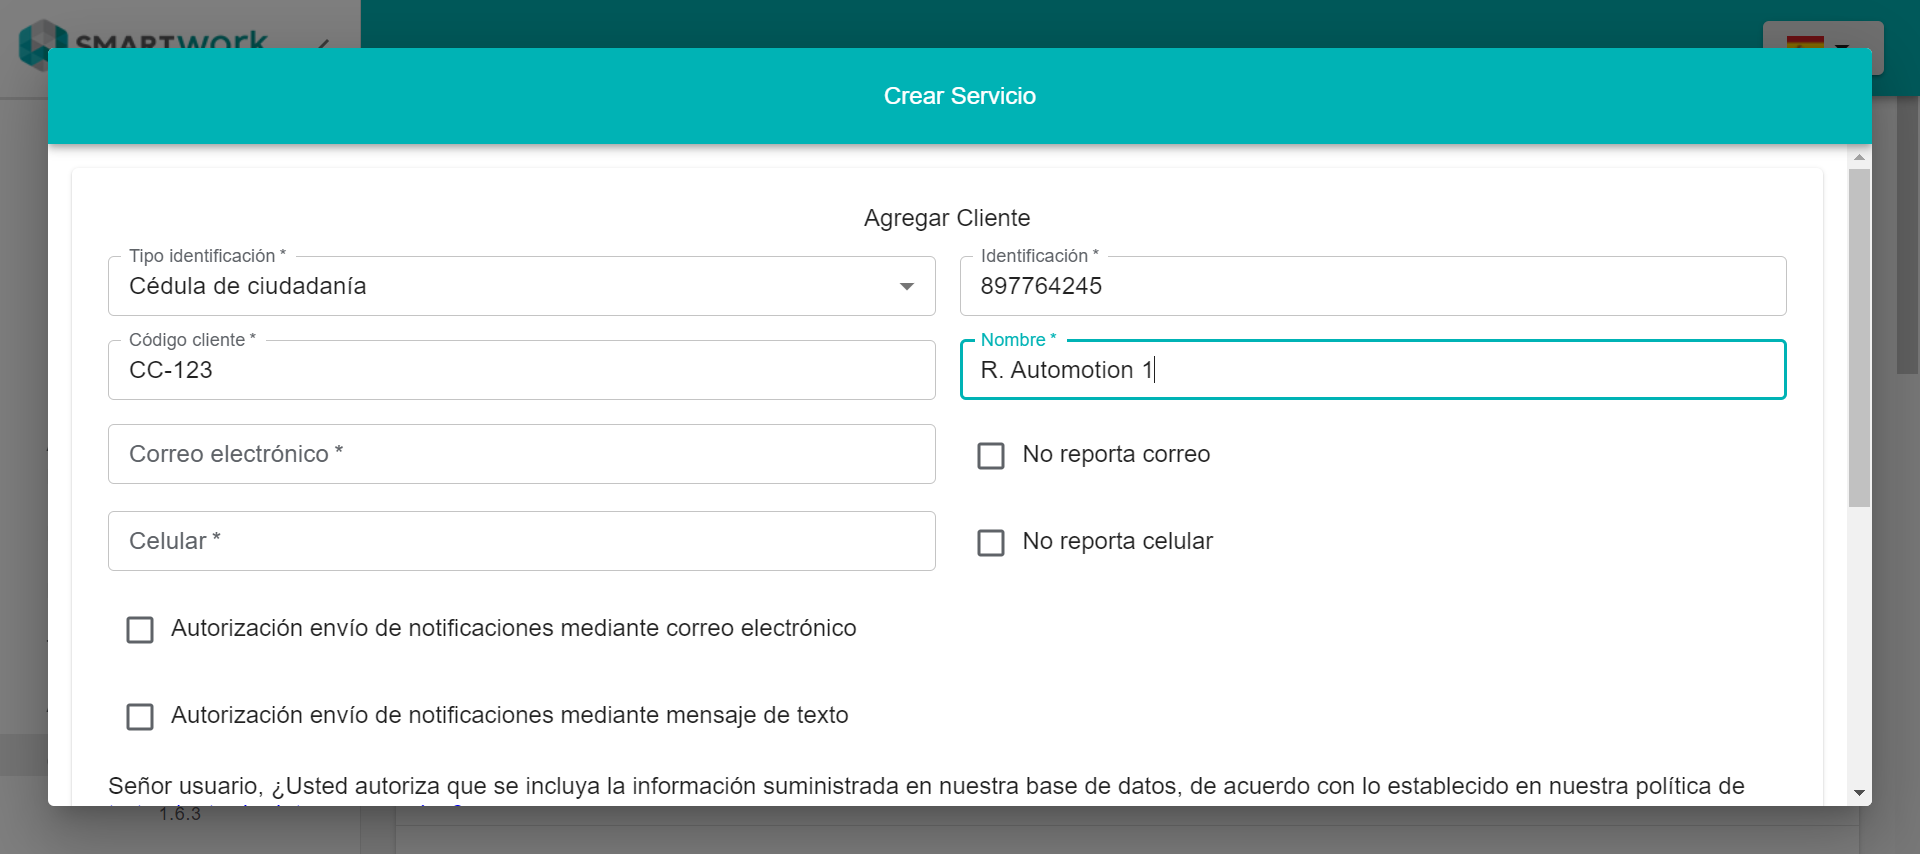 SMARTWORK
Crear Servicio
Agregar Cliente
Tipo identificación *
Cédula de ciudadanía
Identificación *
897764245
Código cliente *
CC-123
Nombre *
R. Automotion 1
Correo electrónico *
No reporta correo
Celular *
No reporta celular
Autorización envío de notificaciones mediante correo electrónico
Autorización envío de notificaciones mediante mensaje de texto
Señor usuario, ¿Usted autoriza que se incluya la información suministrada en nuestra base de datos, de acuerdo con lo establecido en nuestra política de
1.6.3